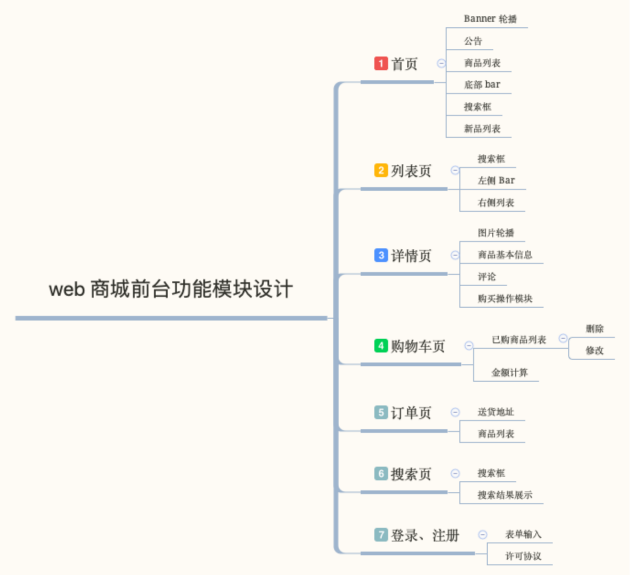 web 商城前台功能模块设计
1 首页
Banner 轮播
公告
商品列表
底部 bar
搜索框
新品列表
2 列表页
搜索框
左侧 Bar
右侧列表
3 详情页
图片轮播
商品基本信息
评论
购买操作模块
4 购物车页
已购商品列表
删除
修改
金额计算
5 订单页
送货地址
商品列表
6 搜索页
搜索框
搜索结果展示
7 登录、注册
表单输入
许可协议